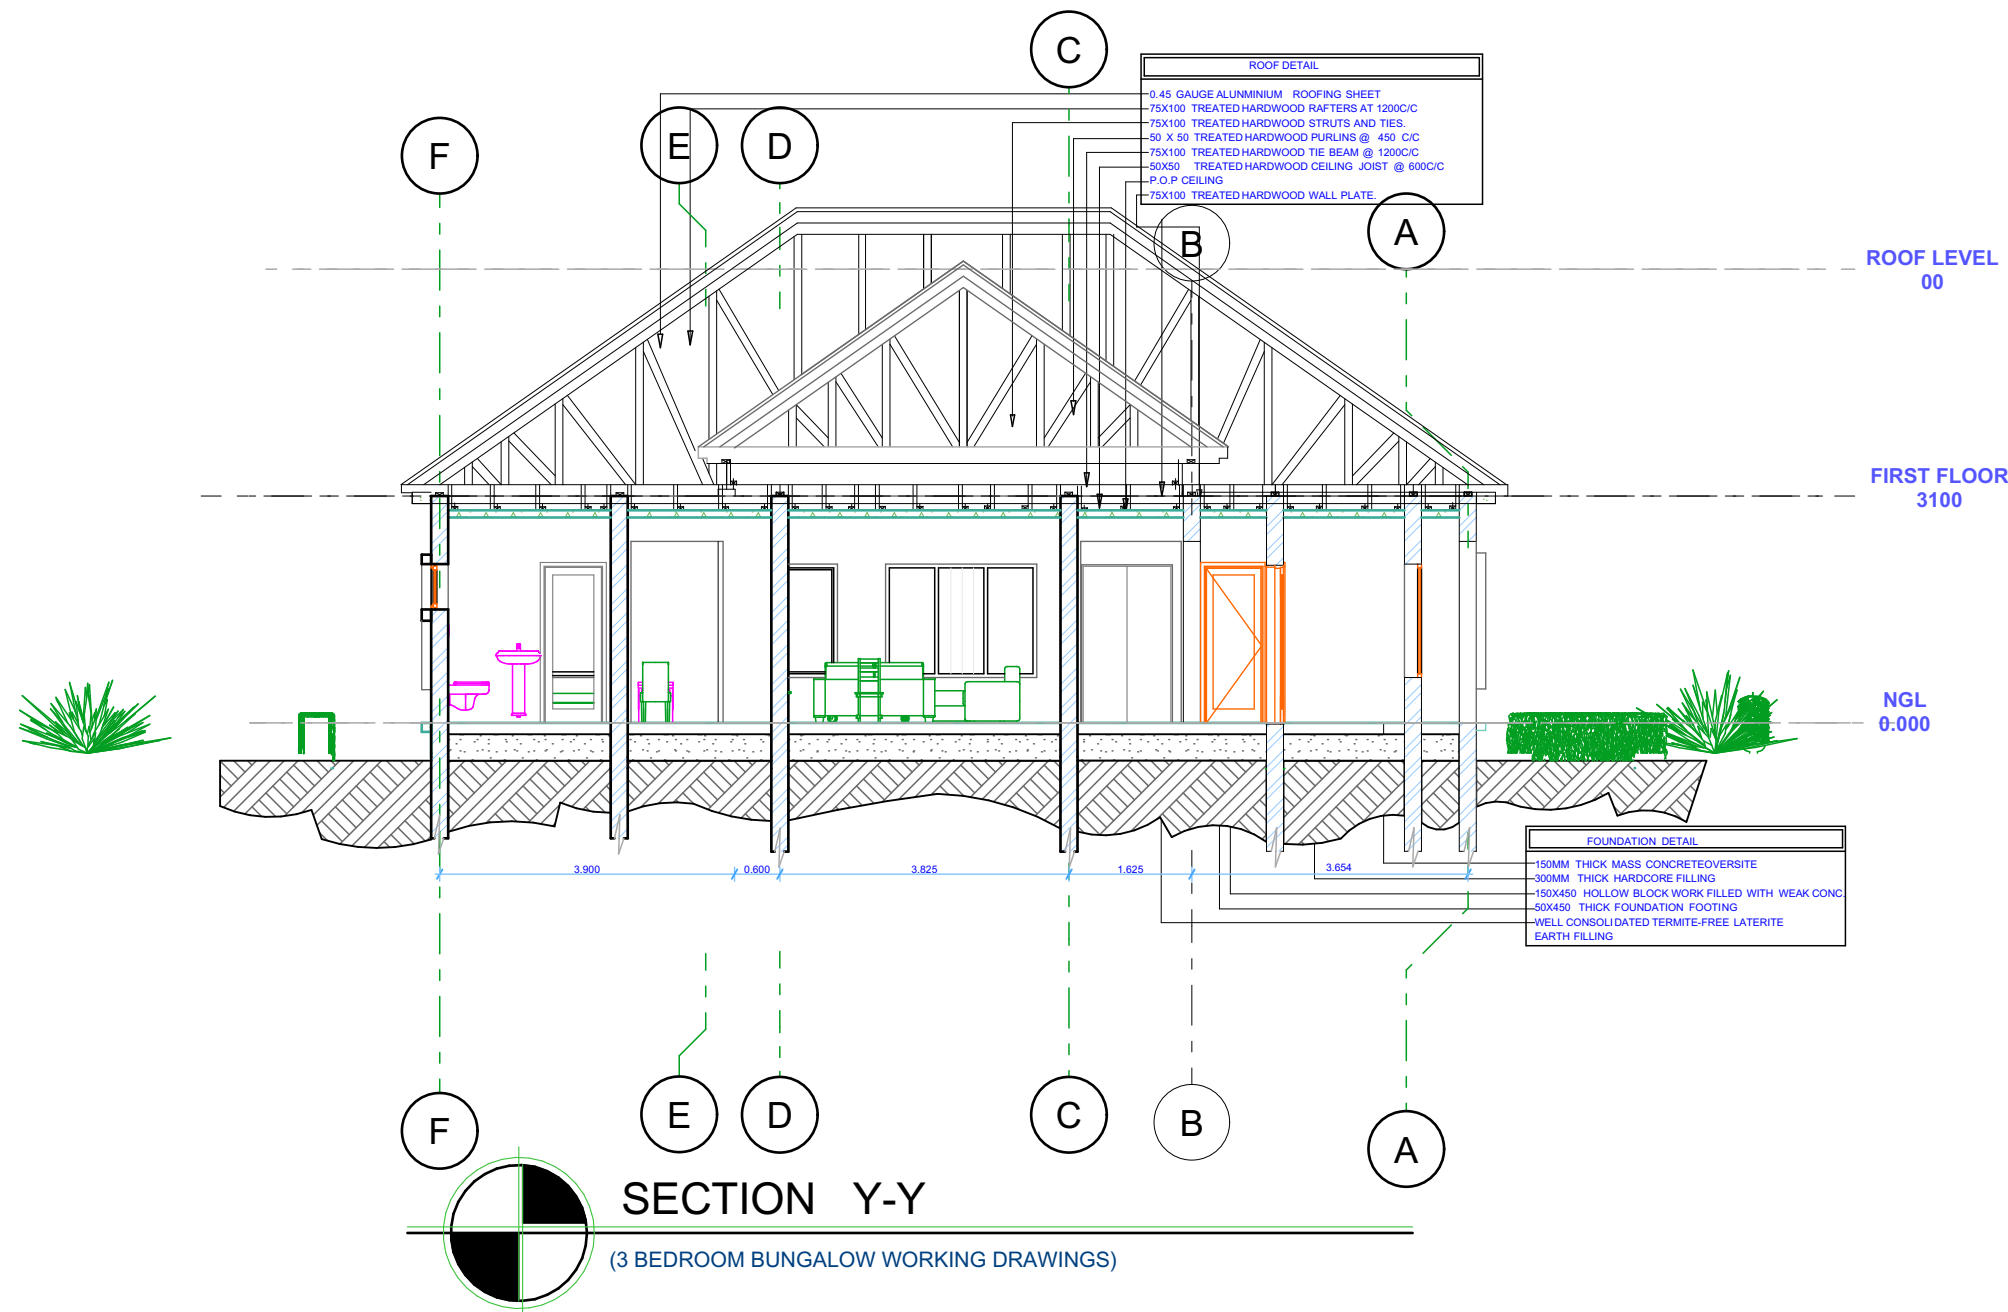 C
ROOF DETAIL
0.45 GAUGE ALUNMINIUM ROOFING SHEET
75X100 TREATED HARDWOOD RAFTERS AT 1200C/C
75X100 TREATED HARDWOOD STRUTS AND TIES.
50 X 50 TREATED HARDWOOD PURLINS @ 450 C/C
75X100 TREATED HARDWOOD TIE BEAM @ 1200C/C
50X50 TREATED HARDWOOD CEILING JOIST @ 600C/C
P.O.P CEILING
75X100 TREATED HARDWOOD WALL PLATE.
F
E
D
B
A
ROOF LEVEL
00
FIRST FLOOR
3100
NGL
0.000
FOUNDATION DETAIL
150MM THICK MASS CONCRETEOVERSITE
300MM THICK HARDCORE FILLING
150X450 HOLLOW BLOCK WORK FILLED WITH WEAK CONC.
50X450 THICK FOUNDATION FOOTING
WELL CONSOLIDATED TERMITE-FREE LATERITE
EARTH FILLING
3.900
0.600
3.825
1.625
3.654
F
E
D
C
B
A
SECTION Y-Y
(3 BEDROOM BUNGALOW WORKING DRAWINGS)